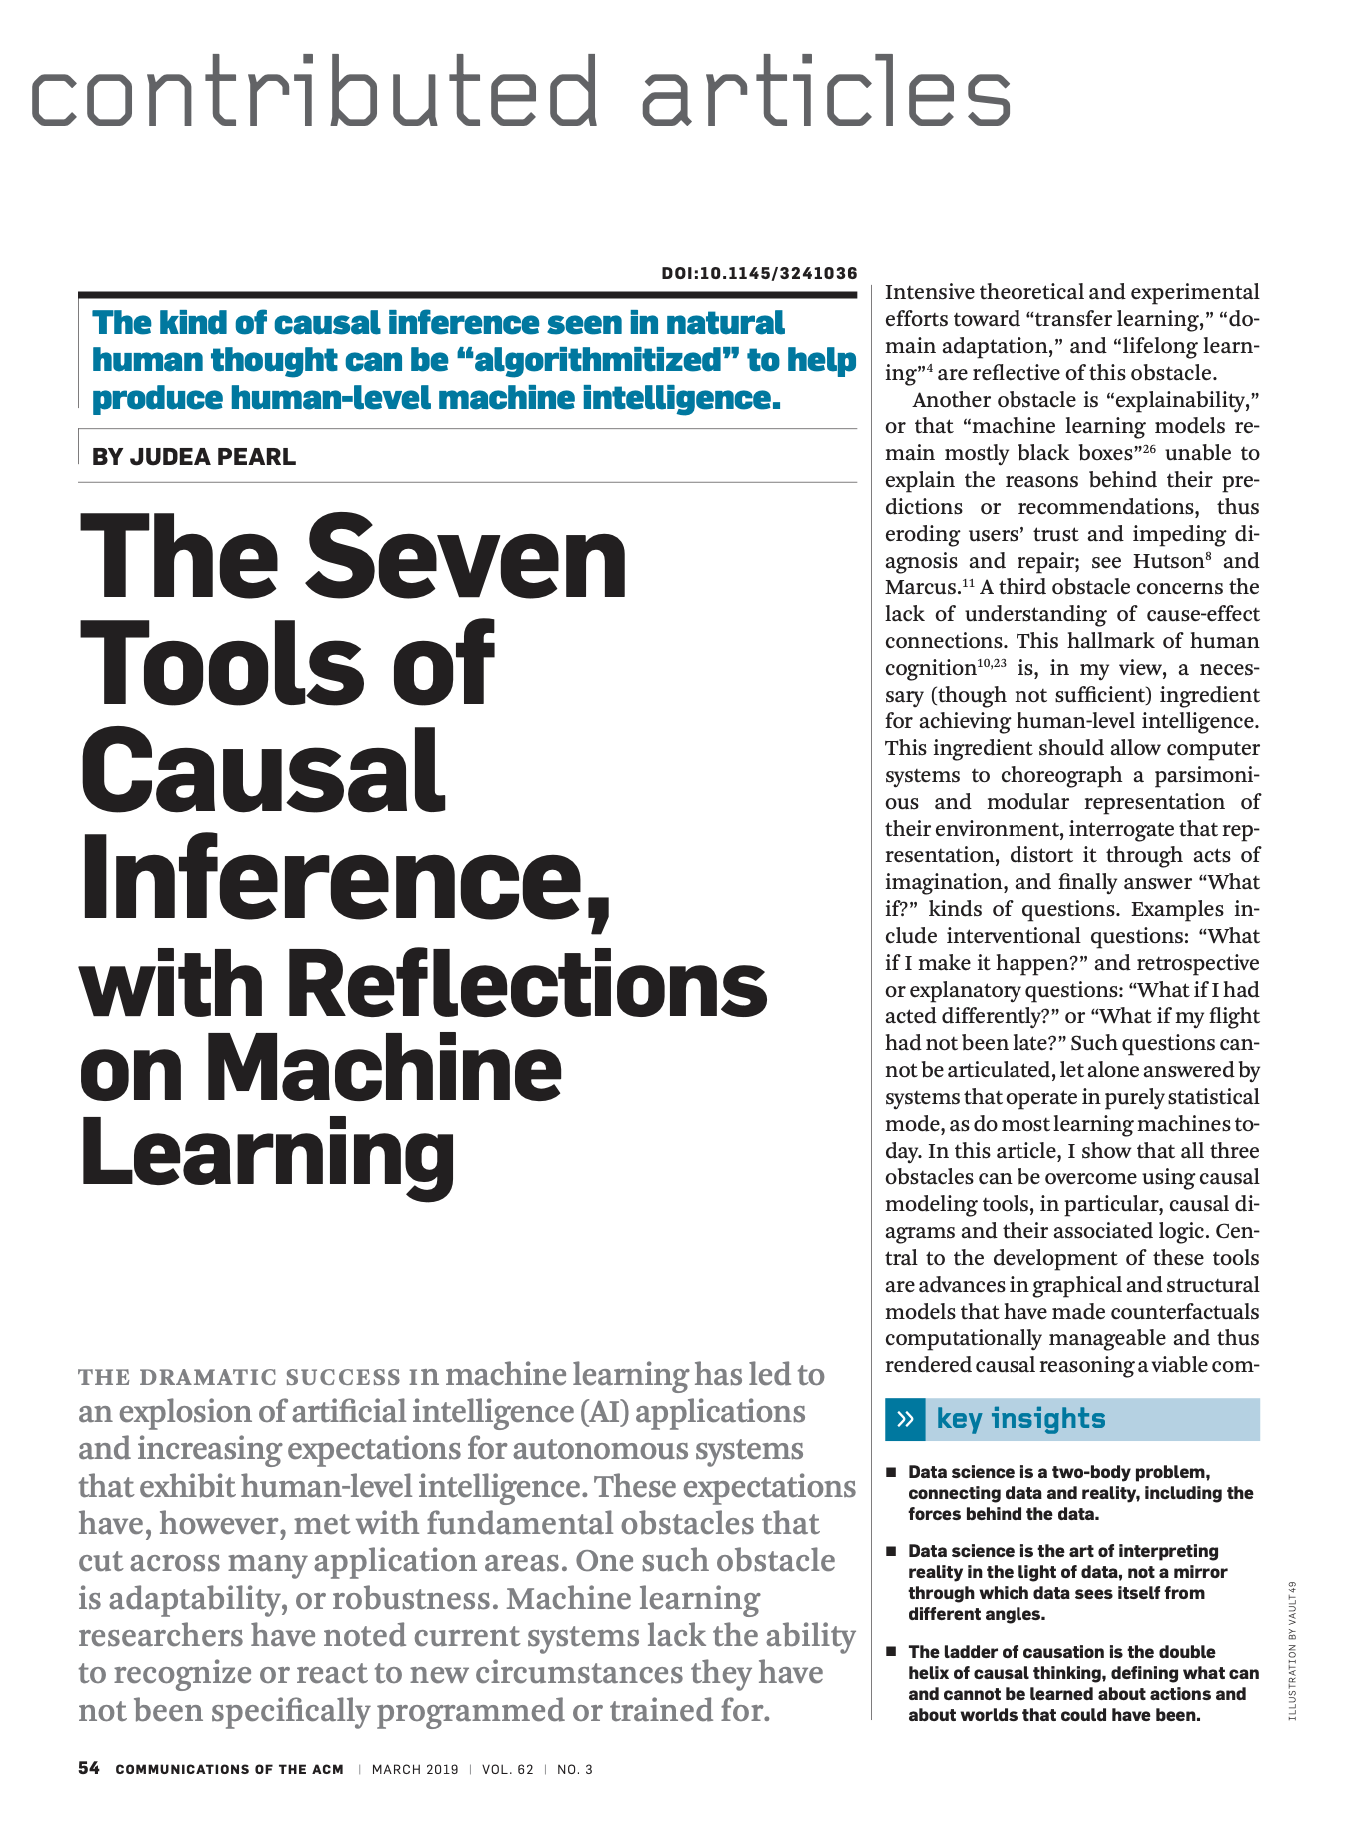 contributed articles
DOI:10.1145/3241036
The kind of causal inference seen in natural
human thought can be “algorithmitized” to help
produce human-level machine intelligence.
BY JUDEA PEARL
The Seven
Tools of
Causal
Inference,
with Reflections
on Machine
Learning
THE DRAMATIC SUCCESS IN machine learning has led to
an explosion of artificial intelligence (AI) applications
and increasing expectations for autonomous systems
that exhibit human-level intelligence. These expectations
have, however, met with fundamental obstacles that
cut across many application areas. One such obstacle
is adaptability, or robustness. Machine learning
researchers have noted current systems lack the ability
to recognize or react to new circumstances they have
not been specifically programmed or trained for.
Intensive theoretical and experimental
efforts toward “transfer learning,” “do-
main adaptation,” and “lifelong learn-
ing”4 are reflective of this obstacle.
Another obstacle is “explainability,”
or that “machine learning models re-
main mostly black boxes”26 unable to
explain the reasons behind their pre-
dictions or recommendations, thus
eroding users’ trust and impeding di-
agnosis and repair; see Hutson8 and
Marcus.11 A third obstacle concerns the
lack of understanding of cause-effect
connections. This hallmark of human
cognition10,23 is, in my view, a neces-
sary (though not sufficient) ingredient
for achieving human-level intelligence.
This ingredient should allow computer
systems to choreograph a parsimoni-
ous and modular representation of
their environment, interrogate that rep-
resentation, distort it through acts of
imagination, and finally answer “What
if?” kinds of questions. Examples in-
clude interventional questions: “What
if I make it happen?” and retrospective
or explanatory questions: “What if I had
acted differently?” or “What if my flight
had not been late?” Such questions can-
not be articulated, let alone answered by
systems that operate in purely statistical
mode, as do most learning machines to-
day. In this article, I show that all three
obstacles can be overcome using causal
modeling tools, in particular, causal di-
agrams and their associated logic. Cen-
tral to the development of these tools
are advances in graphical and structural
models that have made counterfactuals
computationally manageable and thus
rendered causal reasoning a viable com-
» key insights
■ Data science is a two-body problem,
connecting data and reality, including the
forces behind the data.
■ Data science is the art of interpreting
reality in the light of data, not a mirror
through which data sees itself from
different angles.
■ The ladder of causation is the double
helix of causal thinking, defining what can
and cannot be learned about actions and
about worlds that could have been.
ILLUSTRATION BY VAULT49
54 COMMUNICATIONS OF THE ACM | MARCH 2019 | VOL. 62 | NO. 3